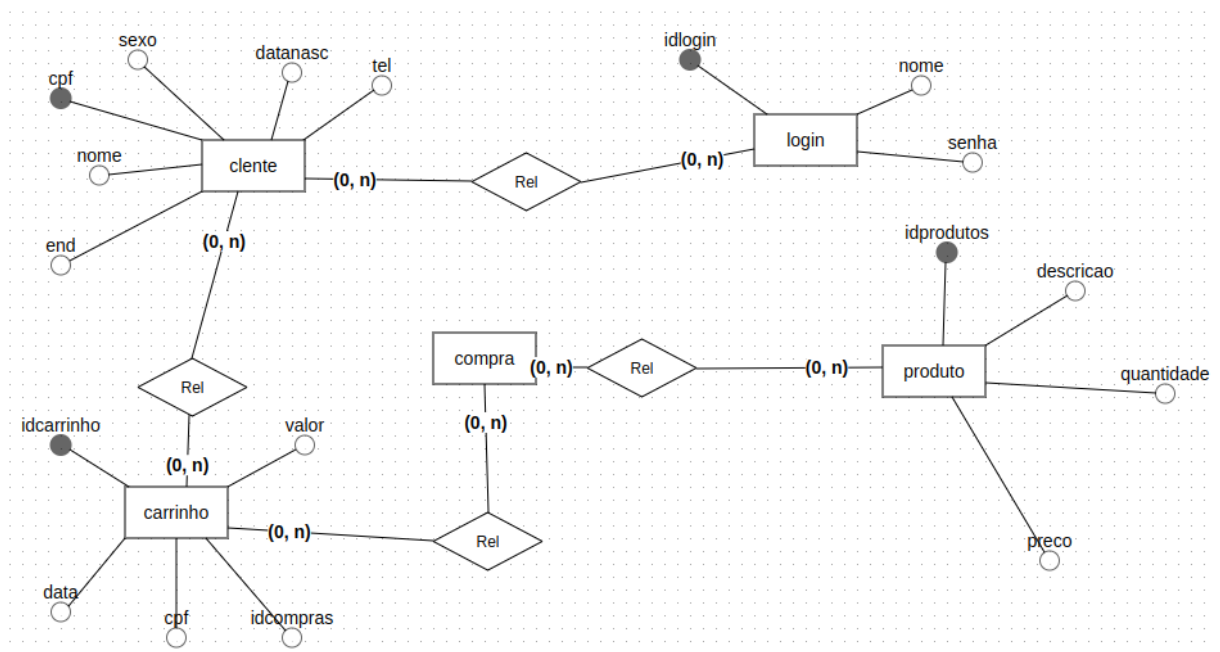 sexo
idlogin
datanasc
tel
nome
cpf
login
senha
nome
clente
(0, n)
Rel
(0, n)
end
(0, n)
idprodutos
descricao
compra
(0, n)
Rel
(0, n)
produto
quantidade
Rel
(0, n)
idcarrinho
valor
(0, n)
carrinho
(0, n)
Rel
preco
data
cpf
idcompras